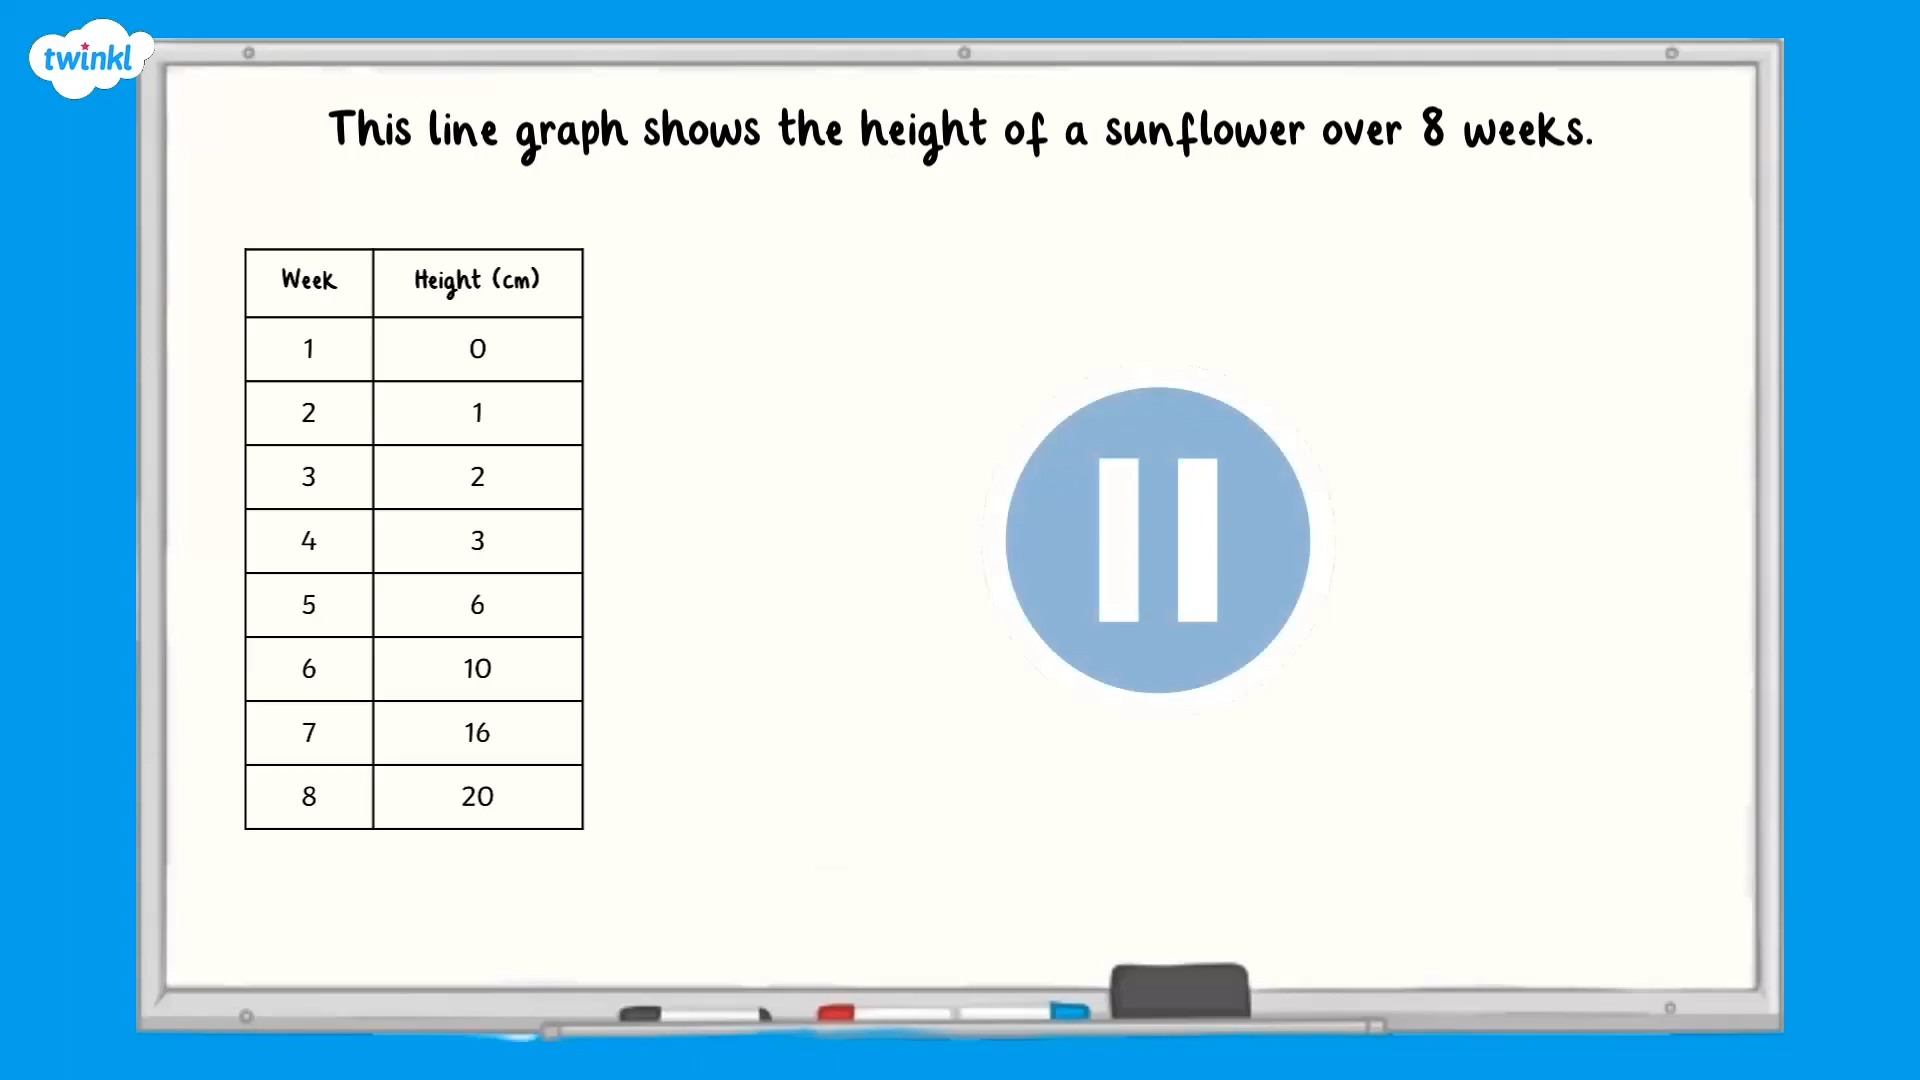 twinkl
This line graph shows the height of a sunflower over 8 weeks.
Week Height (cm)
1 0
2 1
3 2
4 3
5 6
6 10
7 16
8 20